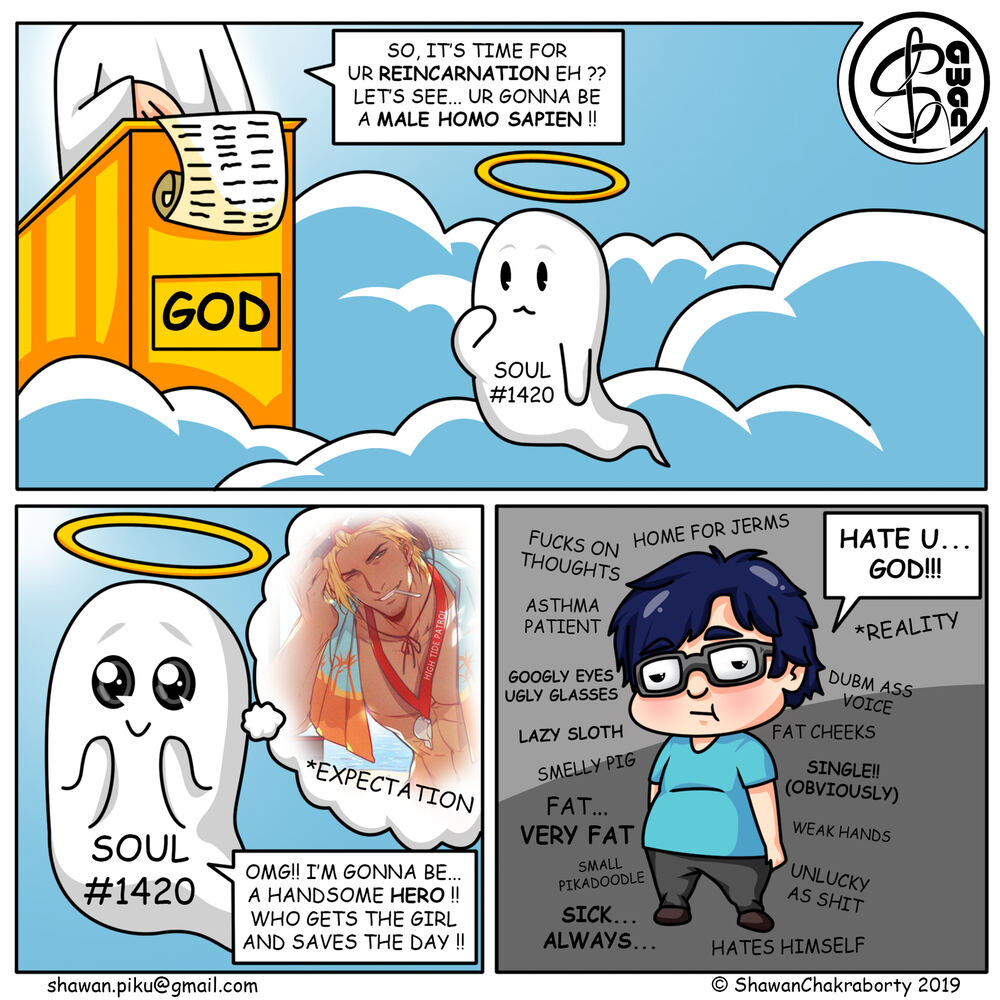 SO, IT'S TIME FOR
UR REINCARNATION EH ??
LET'S SEE... UR GONNA BE
A MALE HOMO SAPIEN !!
GOD
SOUL
#1420
HIGH TIDE PATROL
*EXPECTATION
SOUL
#1420
OMG!! I'M GONNA BE...
A HANDSOME HERO !!
WHO GETS THE GIRL
AND SAVES THE DAY !!
HATE U...
GOD!!!
*REALITY
FUCKS ON
THOUGHTS
HOME FOR JERMS
ASTHMA
PATIENT
GOOGLY EYES
UGLY GLASSES
LAZY SLOTH
SMELLY PIG
FAT...
VERY FAT
SMALL
PIKADOODLE
SICK...
ALWAYS...
DUBM ASS
VOICE
FAT CHEEKS
SINGLE!!
(OBVIOUSLY)
WEAK HANDS
UNLUCKY
AS SHIT
HATES HIMSELF
shawan.piku@gmail.com
© ShawanChakraborty 2019